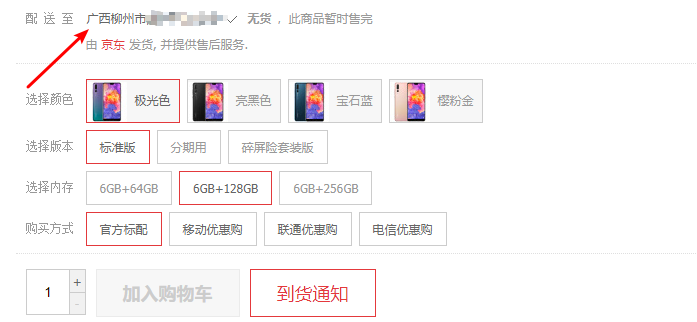 配送至 广西柳州市 无货 ，此商品暂时售完
由 京东 发货, 并提供售后服务.
选择颜色 极光色 亮黑色 宝石蓝 樱粉金
选择版本 标准版 分期用 碎屏险套装版
选择内存 6GB+64GB 6GB+128GB 6GB+256GB
购买方式 官方标配 移动优惠购 联通优惠购 电信优惠购
1 + - 加入购物车 到货通知